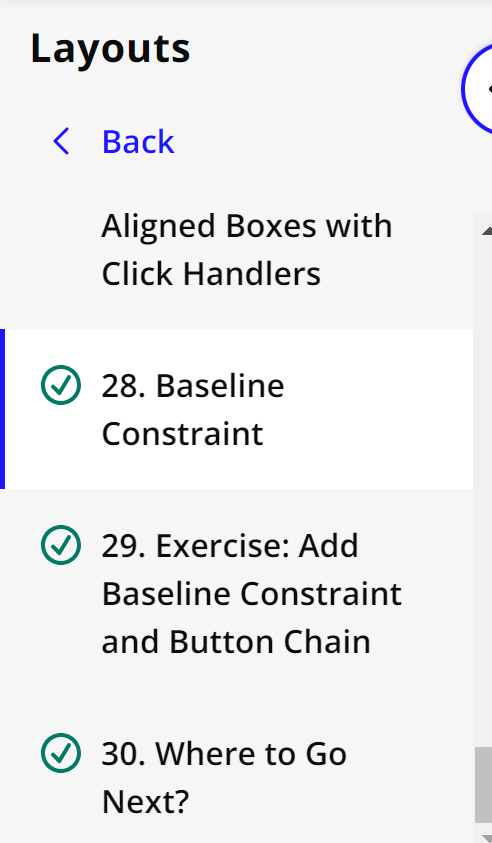 Layouts
Back
Aligned Boxes with
Click Handlers
28. Baseline
Constraint
29. Exercise: Add
Baseline Constraint
and Button Chain
30. Where to Go
Next?